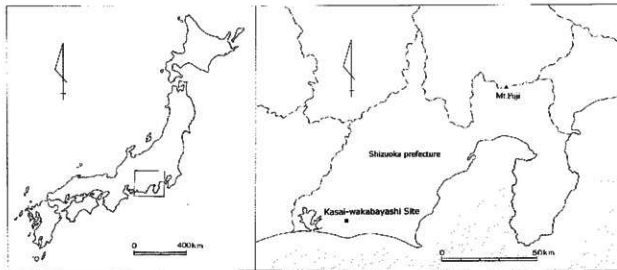 0 400km
Mt.Fuji
Shizuoka prefecture
Kasai-wakabayashi Site
0 50km